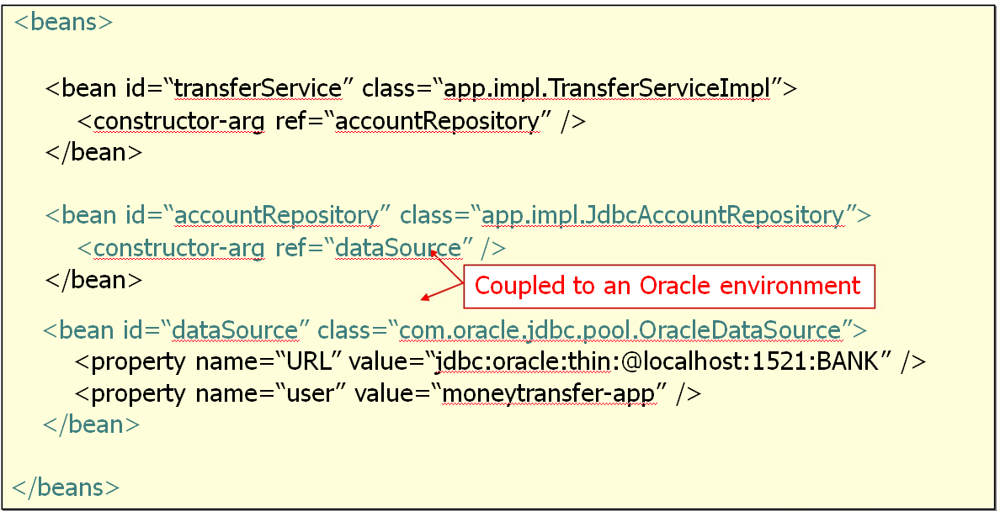 <beans>
<bean id=“transferService” class=“app.impl.TransferServiceImpl”>
<constructor-arg ref=“accountRepository” />
</bean>
<bean id=“accountRepository” class=“app.impl.JdbcAccountRepository”>
<constructor-arg ref=“dataSource” />
</bean>
Coupled to an Oracle environment
<bean id=“dataSource” class=“com.oracle.jdbc.pool.OracleDataSource”>
<property name=“URL” value=“jdbc:oracle:thin:@localhost:1521:BANK” />
<property name=“user” value=“moneytransfer-app” />
</bean>
</beans>